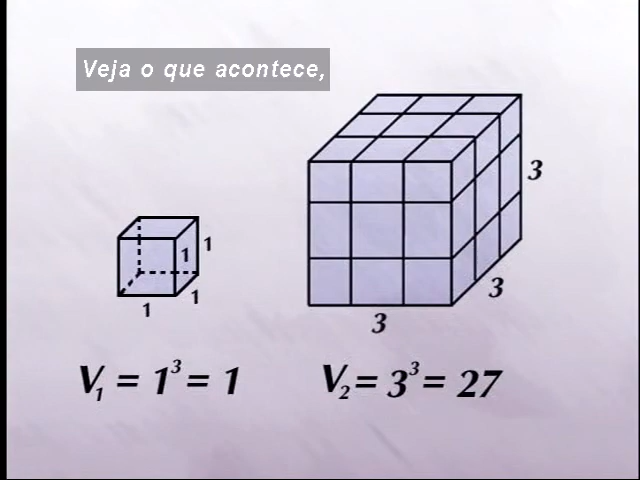 Veja o que acontece,
3
1
1
3
1
1
3
V₁ = 1³ = 1
V₂ = 3³ = 27